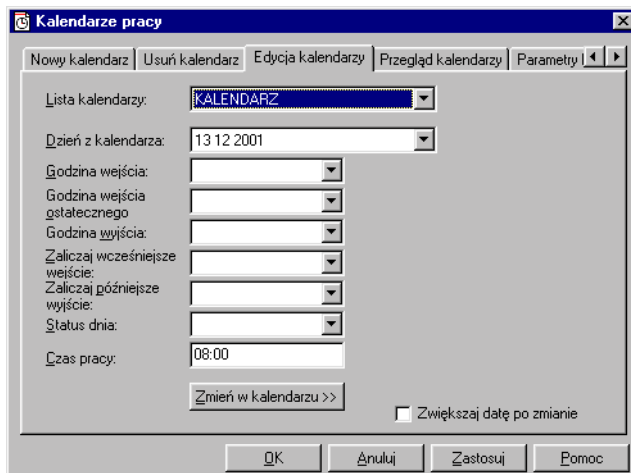 Kalendarze pracy
Nowy kalendarz Usuń kalendarz Edycja kalendarzy Przegląd kalendarzy Parametry
Lista kalendarzy: KALENDARZ
Dzień z kalendarza: 13 12 2001
Godzina wejścia:
Godzina wejścia
ostatecznego
Godzina wyjścia:
Zaliczaj wcześniejsze
wejście:
Zaliczaj późniejsze
wyjście:
Status dnia:
Czas pracy: 08:00
Zmień w kalendarzu >>
Zwiększaj datę po zmianie
OK Anuluj Zastosuj Pomoc